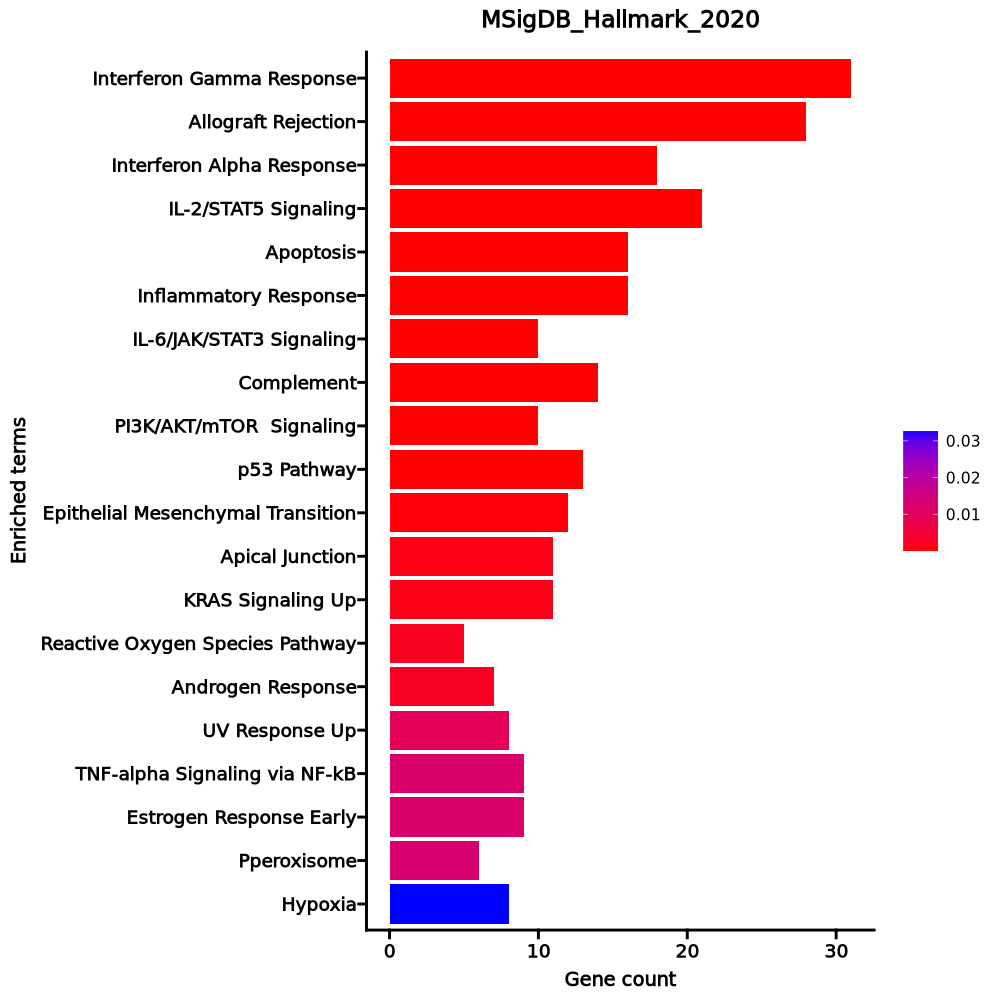 MSigDB_Hallmark_2020
Enriched terms
Interferon Gamma Response
Allograft Rejection
Interferon Alpha Response
IL-2/STAT5 Signaling
Apoptosis
Inflammatory Response
IL-6/JAK/STAT3 Signaling
Complement
PI3K/AKT/mTOR  Signaling
p53 Pathway
Epithelial Mesenchymal Transition
Apical Junction
KRAS Signaling Up
Reactive Oxygen Species Pathway
Androgen Response
UV Response Up
TNF-alpha Signaling via NF-kB
Estrogen Response Early
Pperoxisome
Hypoxia
0 10 20 30
Gene count
0.03
0.02
0.01